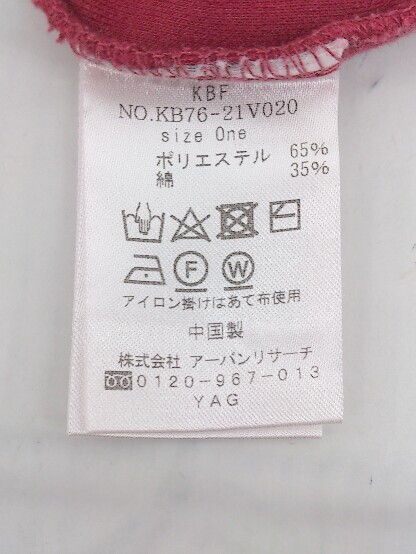 KBF
NO.KB76-21V020
size One
ポリエステル 65%
綿 35%
F W
アイロン掛けはあて布使用
中国製
株式会社 アーバンリサーチ
0120-967-013
YAG